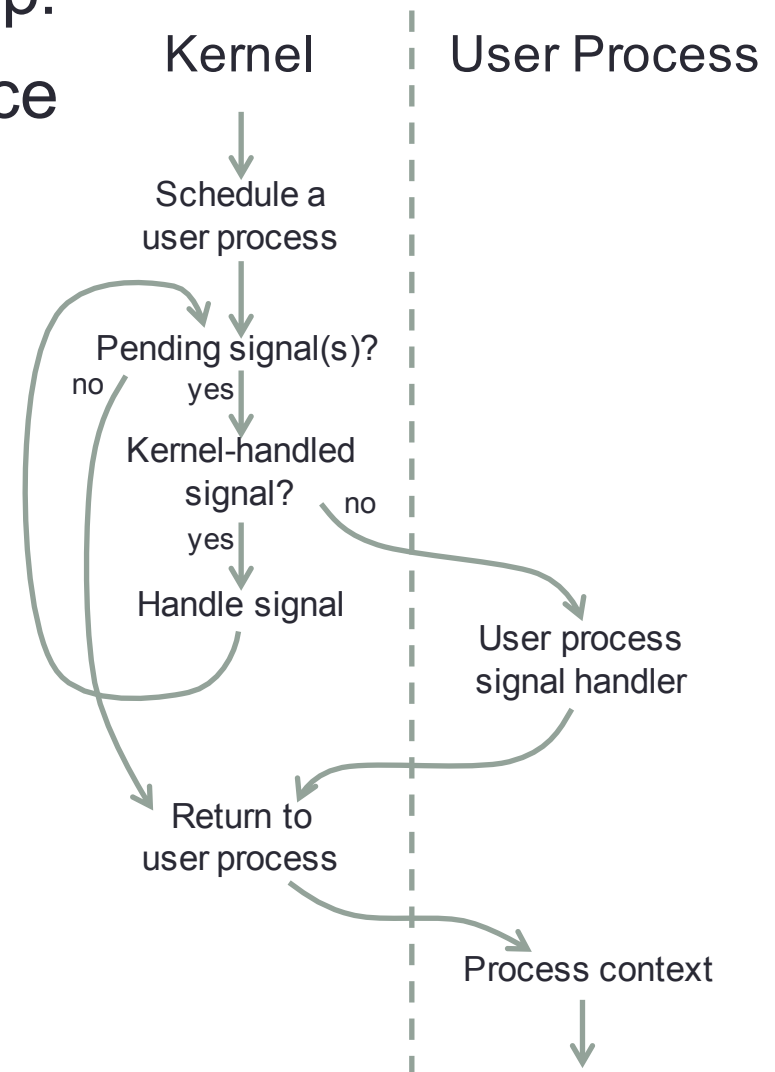 p.
ce
Kernel
User Process
Schedule a
user process
Pending signal(s)?
no
yes
Kernel-handled
signal?
no
yes
Handle signal
User process
signal handler
Return to
user process
Process context